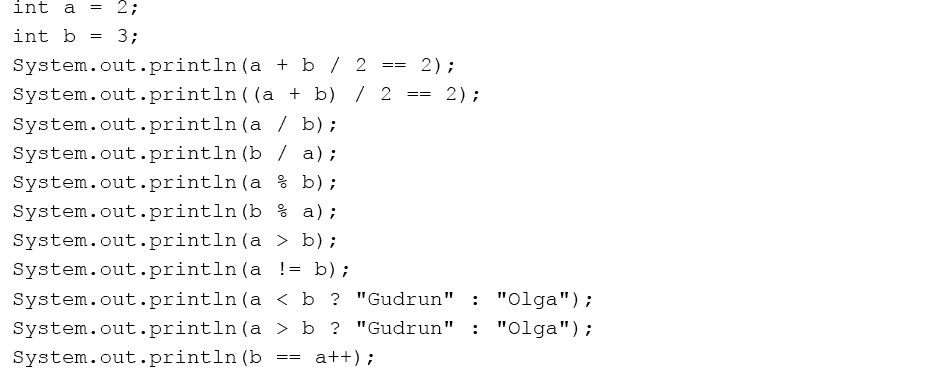 int a = 2;
int b = 3;
System.out.println(a + b / 2 == 2);
System.out.println((a + b) / 2 == 2);
System.out.println(a / b);
System.out.println(b / a);
System.out.println(a % b);
System.out.println(b % a);
System.out.println(a > b);
System.out.println(a != b);
System.out.println(a < b ? "Gudrun" : "Olga");
System.out.println(a > b ? "Gudrun" : "Olga");
System.out.println(b == a++);